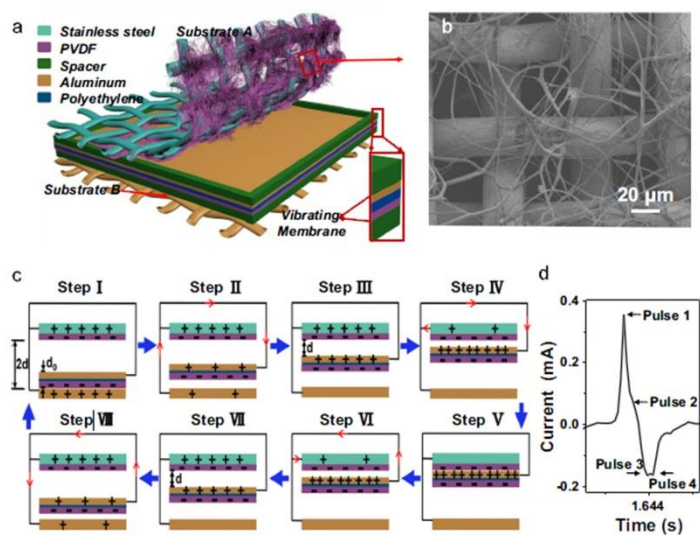 a
Stainless steel
PVDF
Spacer
Aluminum
Polyethylene
Substrate A
Substrate B
Vibrating
Membrane
b
20 μm
c
Step Ⅰ
Step Ⅱ
Step Ⅲ
Step Ⅳ
2d
d₀
d
Step Ⅷ
Step Ⅶ
Step Ⅵ
Step Ⅴ
d
d
0.4
0.2
0.0
-0.2
Current (mA)
Pulse 1
Pulse 2
Pulse 3
Pulse 4
1.644
Time (s)